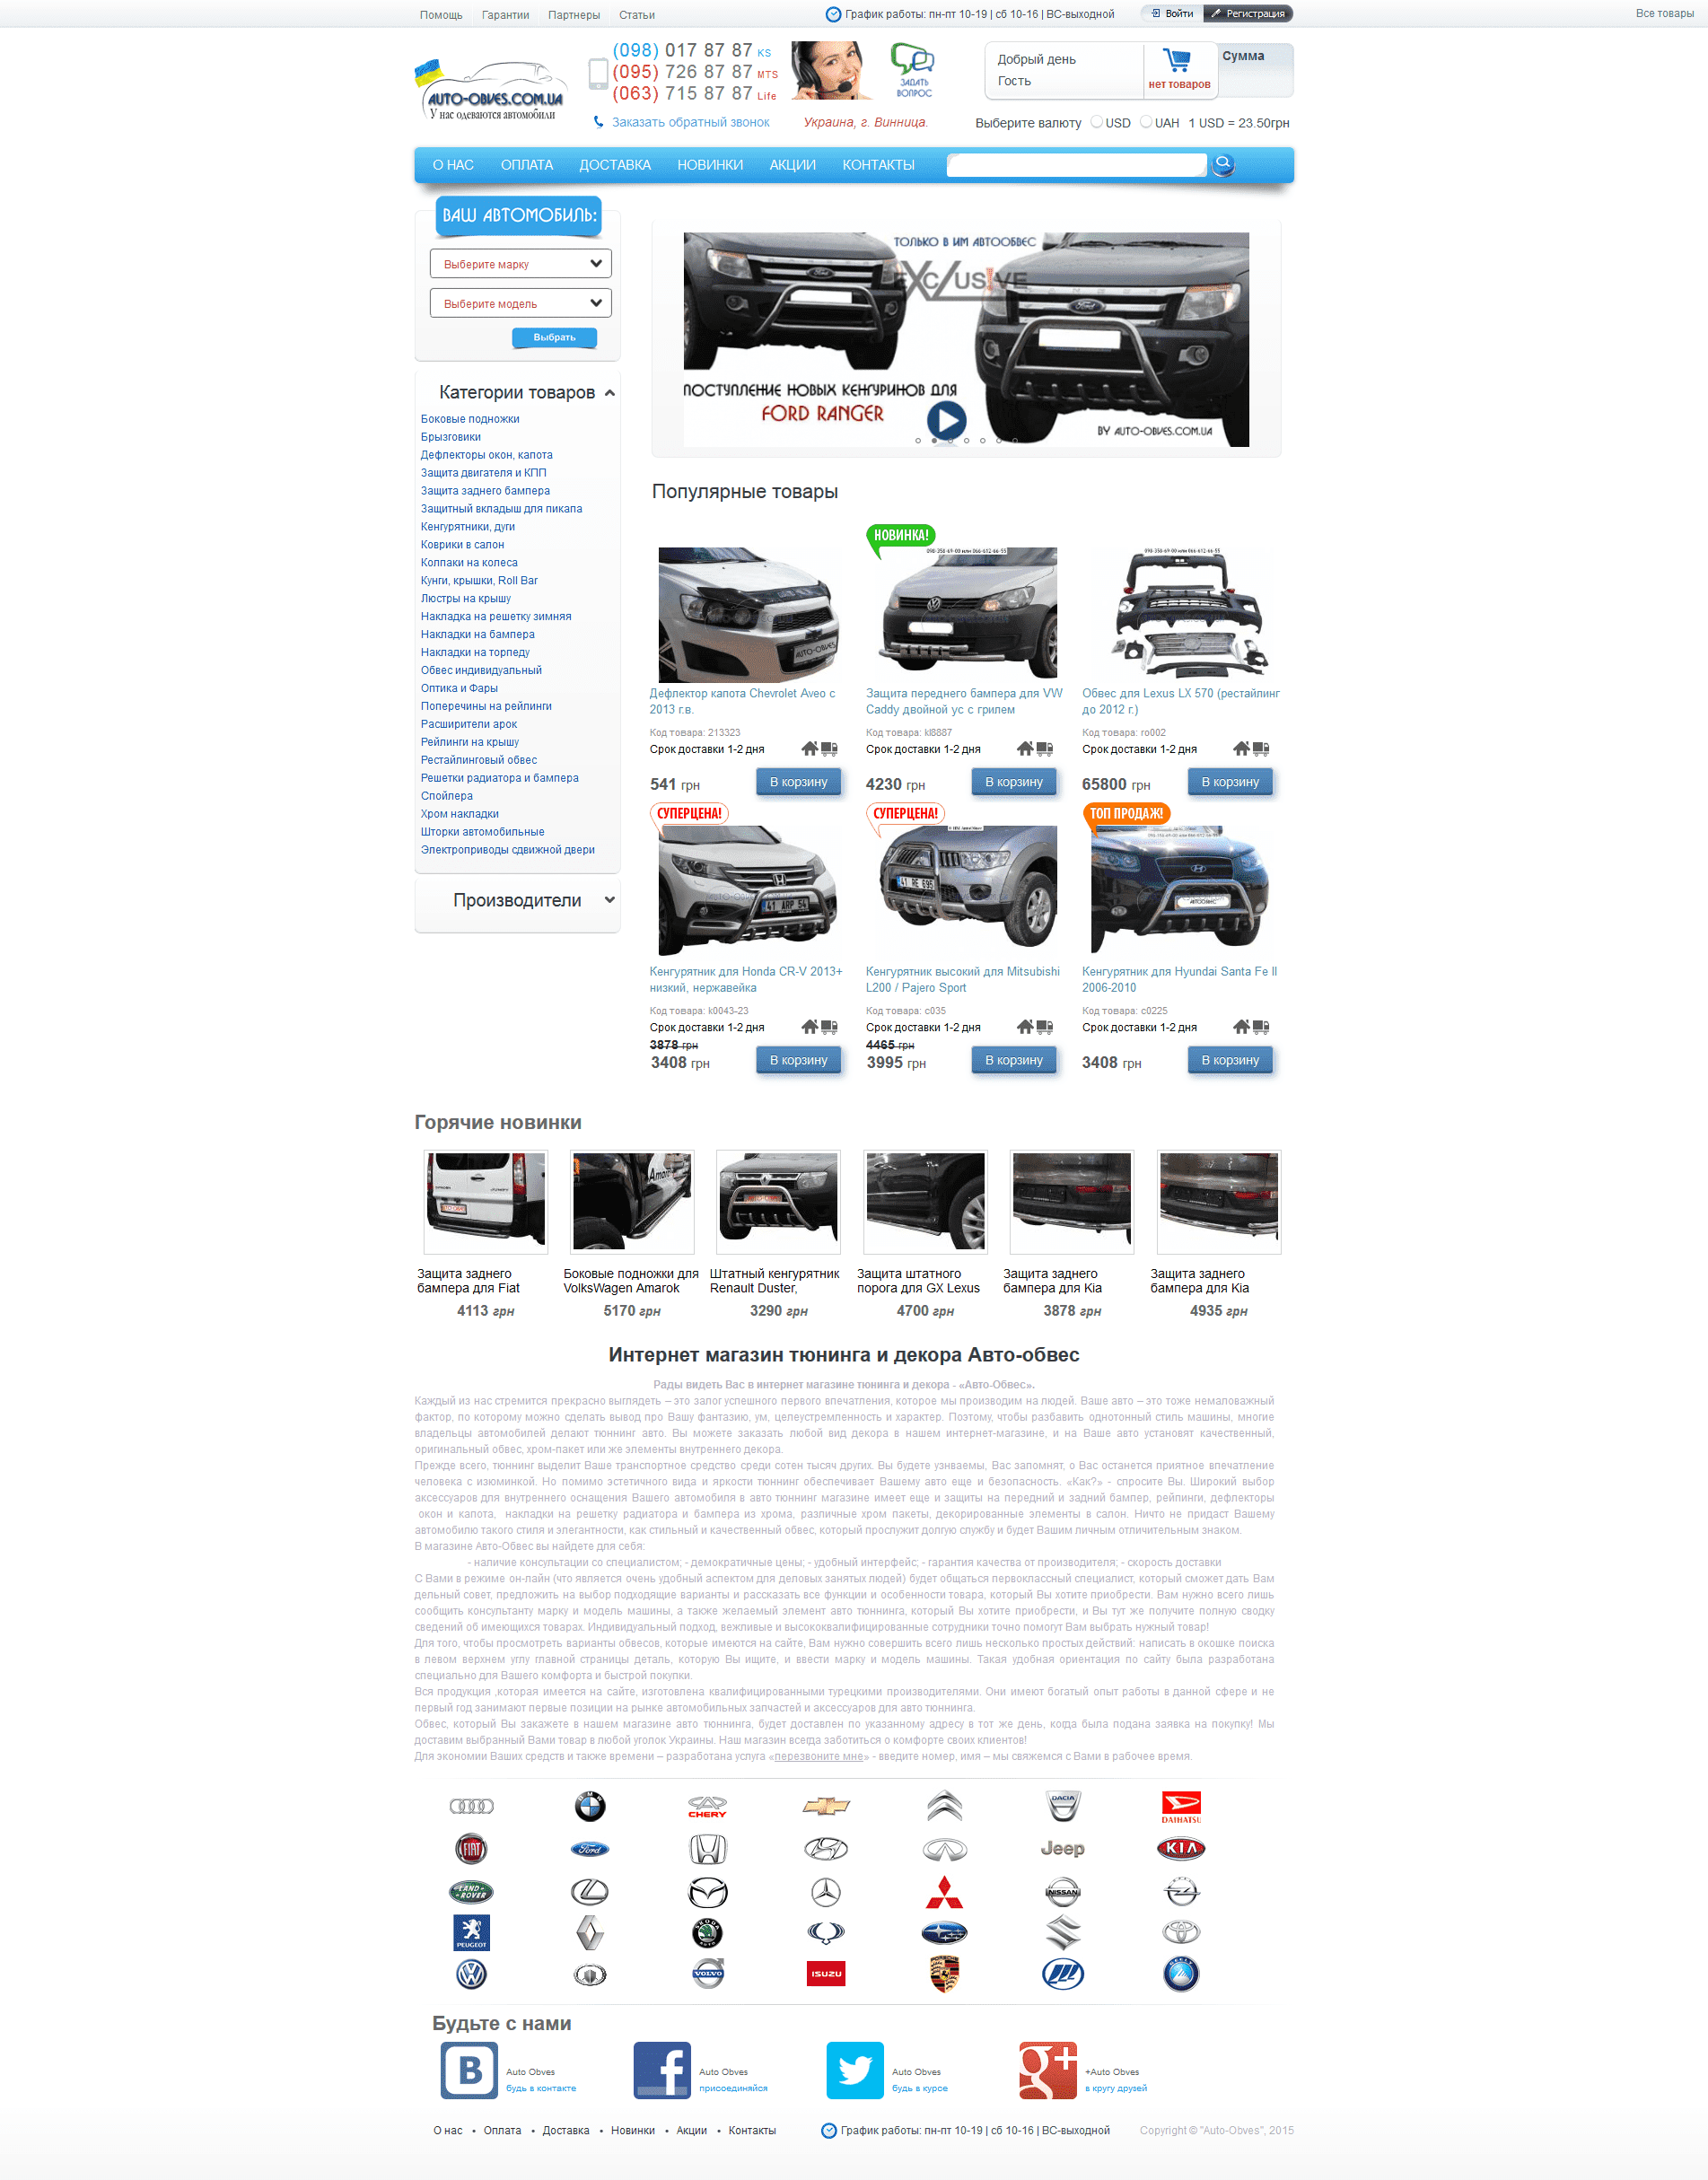 Помощь Гарантии Партнеры Статьи
График работы: пн-пт 10-19 | сб 10-16 | ВС-выходной
Войти Регистрация
Все товары
AUTO-OBVES.COM.UA
У нас одеваются автомобили
(098) 017 87 87 KS
(095) 726 87 87 MTS
(063) 715 87 87 Life
Заказать обратный звонок
ЗАДАТЬ
ВОПРОС
Украина, г. Винница.
Добрый день
Гость
нет товаров
Сумма
Выберите валюту USD UAH 1 USD = 23.50грн
О НАС ОПЛАТА ДОСТАВКА НОВИНКИ АКЦИИ КОНТАКТЫ
ВАШ АВТОМОБИЛЬ:
Выберите марку
Выберите модель
Выбрать
Категории товаров
Боковые подножки
Брызговики
Дефлекторы окон, капота
Защита двигателя и КПП
Защита заднего бампера
Защитный вкладыш для пикапа
Кенгурятники, дуги
Коврики в салон
Колпаки на колеса
Кунги, крышки, Roll Bar
Люстры на крышу
Накладка на решетку зимняя
Накладки на бампера
Накладки на торпеду
Обвес индивидуальный
Оптика и Фары
Поперечины на рейлинги
Расширители арок
Рейлинги на крышу
Рестайлинговый обвес
Решетки радиатора и бампера
Спойлера
Хром накладки
Шторки автомобильные
Электроприводы сдвижной двери
Производители
ТОЛЬКО В ИМ АВТООБВЕС
EXCLUSIVE
ПОСТУПЛЕНИЕ НОВЫХ КЕНГУРИНОВ ДЛЯ
FORD RANGER
BY AUTO-OBVES.COM.UA
Популярные товары
НОВИНКА!
098-358-69-00 или 066-612-66-55
098-358-69-00 или 066-612-66-55
AUTO-OBVES
Дефлектор капота Chevrolet Aveo с
2013 г.в.
Код товара: 213323
Срок доставки 1-2 дня
541 грн
В корзину
Защита переднего бампера для VW
Caddy двойной ус с грилем
Код товара: kl8887
Срок доставки 1-2 дня
4230 грн
В корзину
Обвес для Lexus LX 570 (рестайлинг
до 2012 г.)
Код товара: ro002
Срок доставки 1-2 дня
65800 грн
В корзину
СУПЕРЦЕНА!
41 ARP 54
Кенгурятник для Honda CR-V 2013+
низкий, нержавейка
Код товара: k0043-23
Срок доставки 1-2 дня
3878 грн
3408 грн
В корзину
СУПЕРЦЕНА!
41 RE 695
Кенгурятник высокий для Mitsubishi
L200 / Pajero Sport
Код товара: c035
Срок доставки 1-2 дня
4465 грн
3995 грн
В корзину
ТОП ПРОДАЖ!
АВТООБВЕС
Кенгурятник для Hyundai Santa Fe II
2006-2010
Код товара: c0225
Срок доставки 1-2 дня
3408 грн
В корзину
Горячие новинки
Защита заднего
бампера для Fiat
4113 грн
Боковые подножки для
VolksWagen Amarok
5170 грн
Штатный кенгурятник
Renault Duster,
3290 грн
Защита штатного
порога для GX Lexus
4700 грн
Защита заднего
бампера для Kia
3878 грн
Защита заднего
бампера для Kia
4935 грн
Интернет магазин тюнинга и декора Авто-обвес
Рады видеть Вас в интернет магазине тюнинга и декора - «Авто-Обвес».
Каждый из нас стремится прекрасно выглядеть – это залог успешного первого впечатления, которое мы производим на людей. Ваше авто – это тоже немаловажный
фактор, по которому можно сделать вывод про Вашу фантазию, ум, целеустремленность и характер. Поэтому, чтобы разбавить однотонный стиль машины, многие
владельцы автомобилей делают тюннинг авто. Вы можете заказать любой вид декора в нашем интернет-магазине, и на Ваше авто установят качественный,
оригинальный обвес, хром-пакет или же элементы внутреннего декора.
Прежде всего, тюннинг выделит Ваше транспортное средство среди сотен тысяч других. Вы будете узнваемы, Вас запомнят, о Вас останется приятное впечатление
человека с изюминкой. Но помимо эстетичного вида и яркости тюннинг обеспечивает Вашему авто еще и безопасность. «Как?» - спросите Вы. Широкий выбор
аксессуаров для внутреннего оснащения Вашего автомобиля в авто тюннинг магазине имеет еще и защиты на передний и задний бампер, рейлинги, дефлекторы
окон и капота, накладки на решетку радиатора и бампера из хрома, различные хром пакеты, декорированные элементы в салон. Ничто не придаст Вашему
автомобилю такого стиля и элегантности, как стильный и качественный обвес, который прослужит долгую службу и будет Вашим личным отличительным знаком.
В магазине Авто-Обвес вы найдете для себя:
- наличие консультации со специалистом; - демократичные цены; - удобный интерфейс; - гарантия качества от производителя; - скорость доставки
С Вами в режиме он-лайн (что является очень удобный аспектом для деловых занятых людей) будет общаться первоклассный специалист, который сможет дать Вам
дельный совет, предложить на выбор подходящие варианты и рассказать все функции и особенности товара, который Вы хотите приобрести. Вам нужно всего лишь
сообщить консультанту марку и модель машины, а также желаемый элемент авто тюннинга, который Вы хотите приобрести, и Вы тут же получите полную сводку
сведений об имеющихся товарах. Индивидуальный подход, вежливые и высококвалифицированные сотрудники точно помогут Вам выбрать нужный товар!
Для того, чтобы просмотреть варианты обвесов, которые имеются на сайте, Вам нужно совершить всего лишь несколько простых действий: написать в окошке поиска
в левом верхнем углу главной страницы деталь, которую Вы ищите, и ввести марку и модель машины. Такая удобная ориентация по сайту была разработана
специально для Вашего комфорта и быстрой покупки.
Вся продукция ,которая имеется на сайте, изготовлена квалифицированными турецкими производителями. Они имеют богатый опыт работы в данной сфере и не
первый год занимают первые позиции на рынке автомобильных запчастей и аксессуаров для авто тюннинга.
Обвес, который Вы закажете в нашем магазине авто тюннинга, будет доставлен по указанному адресу в тот же день, когда была подана заявка на покупку! Мы
доставим выбранный Вами товар в любой уголок Украины. Наш магазин всегда заботиться о комфорте своих клиентов!
Для экономии Ваших средств и также времени – разработана услуга «перезвоните мне» - введите номер, имя – мы свяжемся с Вами в рабочее время.
BMW CHERY DACIA DAIHATSU
FIAT Ford Jeep KIA
LAND ROVER NISSAN
PEUGEOT SKODA
VOLVO ISUZU PORSCHE GEELY
Будьте с нами
Auto Obves
будь в контакте
Auto Obves
присоединяйся
Auto Obves
будь в курсе
+Auto Obves
в кругу друзей
О нас • Оплата • Доставка • Новинки • Акции • Контакты
График работы: пн-пт 10-19 | сб 10-16 | ВС-выходной
Copyright © "Auto-Obves", 2015